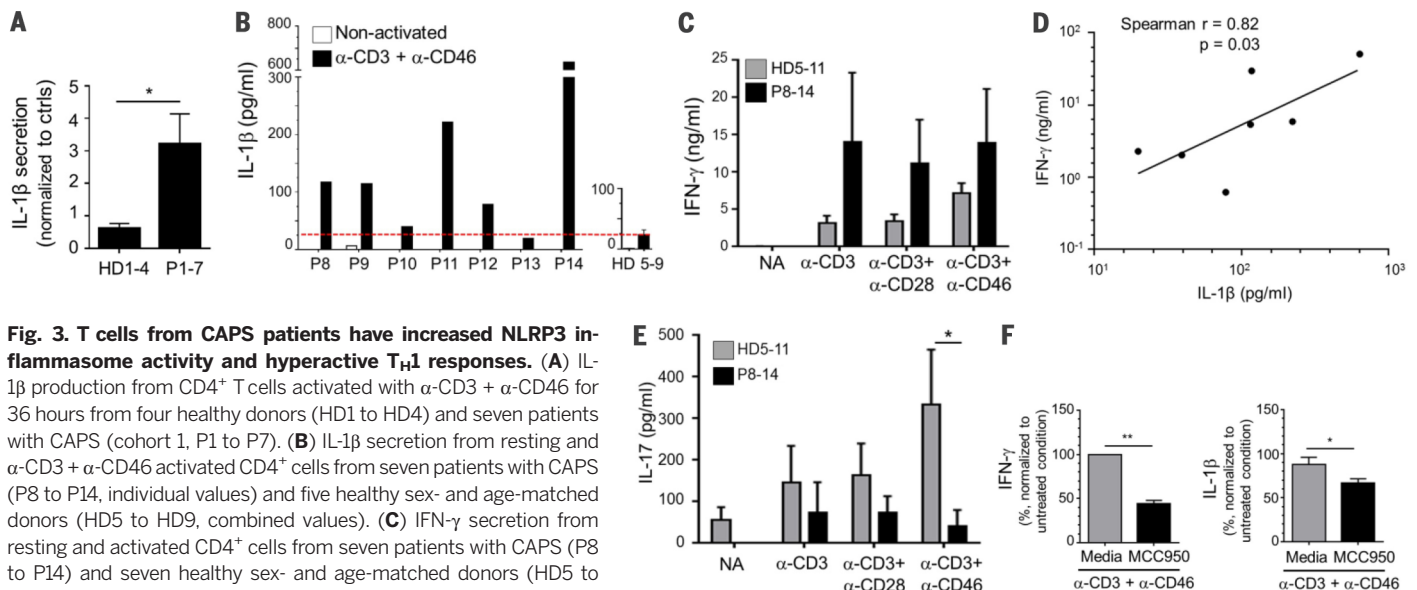 A
IL-1β secretion
(normalized to ctrls)
5
4
3
2
1
0
*
HD1-4 P1-7
B
Non-activated
α-CD3 + α-CD46
IL-1β (pg/ml)
800
600
300
200
100
0
P8 P9 P10 P11 P12 P13 P14
100
0
HD 5-9
C
HD5-11
P8-14
IFN-γ (ng/ml)
25
20
15
10
5
0
NA α-CD3 α-CD3+ α-CD3+
α-CD28 α-CD46
D
Spearman r = 0.82
p = 0.03
IFN-γ (ng/ml)
10²
10¹
10⁰
10⁻¹
10¹ 10² 10³
IL-1β (pg/ml)
Fig. 3. T cells from CAPS patients have increased NLRP3 in-
flammasome activity and hyperactive TH1 responses. (A) IL-
1β production from CD4⁺ T cells activated with α-CD3 + α-CD46 for
36 hours from four healthy donors (HD1 to HD4) and seven patients
with CAPS (cohort 1, P1 to P7). (B) IL-1β secretion from resting and
α-CD3 + α-CD46 activated CD4⁺ cells from seven patients with CAPS
(P8 to P14, individual values) and five healthy sex- and age-matched
donors (HD5 to HD9, combined values). (C) IFN-γ secretion from
resting and activated CD4⁺ cells from seven patients with CAPS (P8
to P14) and seven healthy sex- and age-matched donors (HD5 to
E
HD5-11
P8-14
IL-17 (pg/ml)
500
400
300
200
100
0
*
NA α-CD3 α-CD3+ α-CD3+
α-CD28 α-CD46
F
IFN-γ
(%, normalized to
untreated condition)
150
100
50
0
**
Media MCC950
α-CD3 + α-CD46
IL-1β
(%, normalized to
untreated condition)
150
100
50
0
*
Media MCC950
α-CD3 + α-CD46